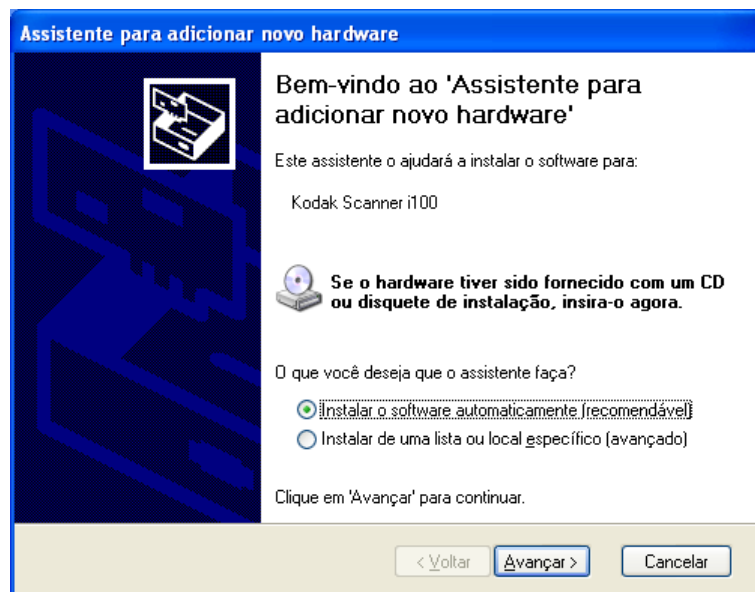 Assistente para adicionar novo hardware
Bem-vindo ao 'Assistente para
adicionar novo hardware'
Este assistente o ajudará a instalar o software para:
Kodak Scanner i100
Se o hardware tiver sido fornecido com um CD
ou disquete de instalação, insira-o agora.
O que você deseja que o assistente faça?
Instalar o software automaticamente (recomendável)
Instalar de uma lista ou local específico (avançado)
Clique em 'Avançar' para continuar.
< Voltar
Avançar >
Cancelar